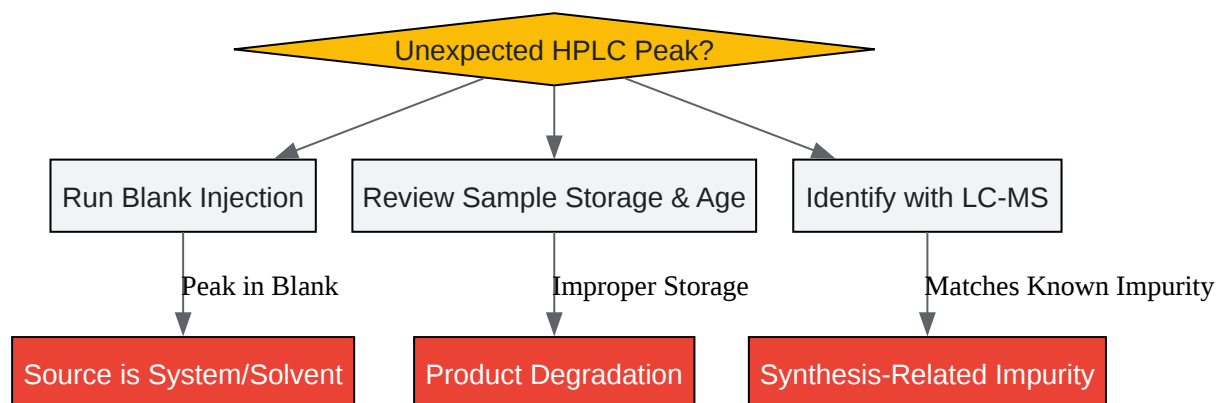 Unexpected HPLC Peak?
Run Blank Injection
Review Sample Storage & Age
Identify with LC-MS
Peak in Blank
Improper Storage
Matches Known Impurity
Source is System/Solvent
Product Degradation
Synthesis-Related Impurity